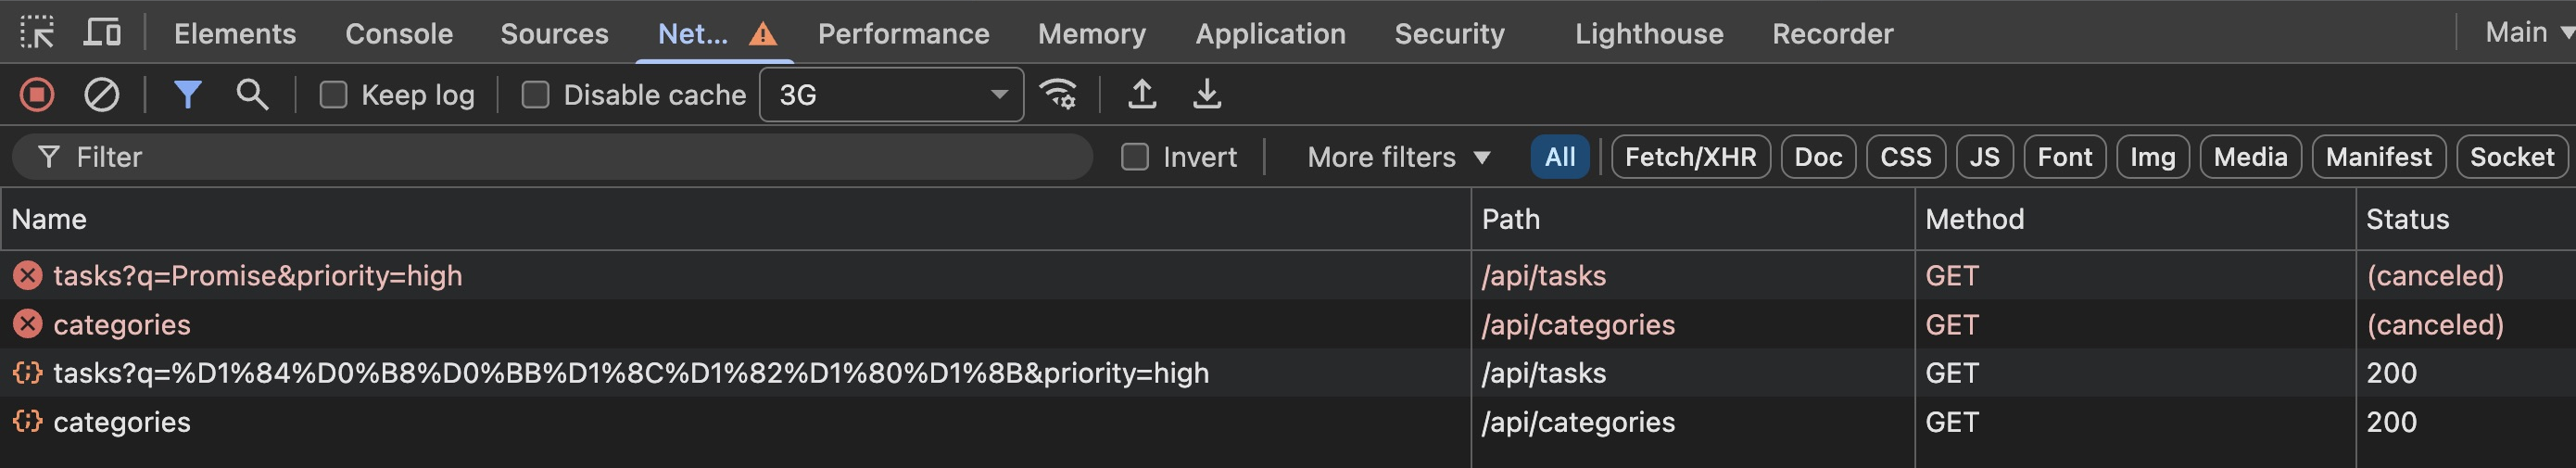 Elements Console Sources Net... Performance Memory Application Security Lighthouse Recorder Main
Keep log Disable cache 3G
Filter Invert More filters All Fetch/XHR Doc CSS JS Font Img Media Manifest Socket
Name Path Method Status
tasks?q=Promise&priority=high /api/tasks GET (canceled)
categories /api/categories GET (canceled)
tasks?q=%D1%84%D0%B8%D0%BB%D1%8C%D1%82%D1%80%D1%8B&priority=high /api/tasks GET 200
categories /api/categories GET 200